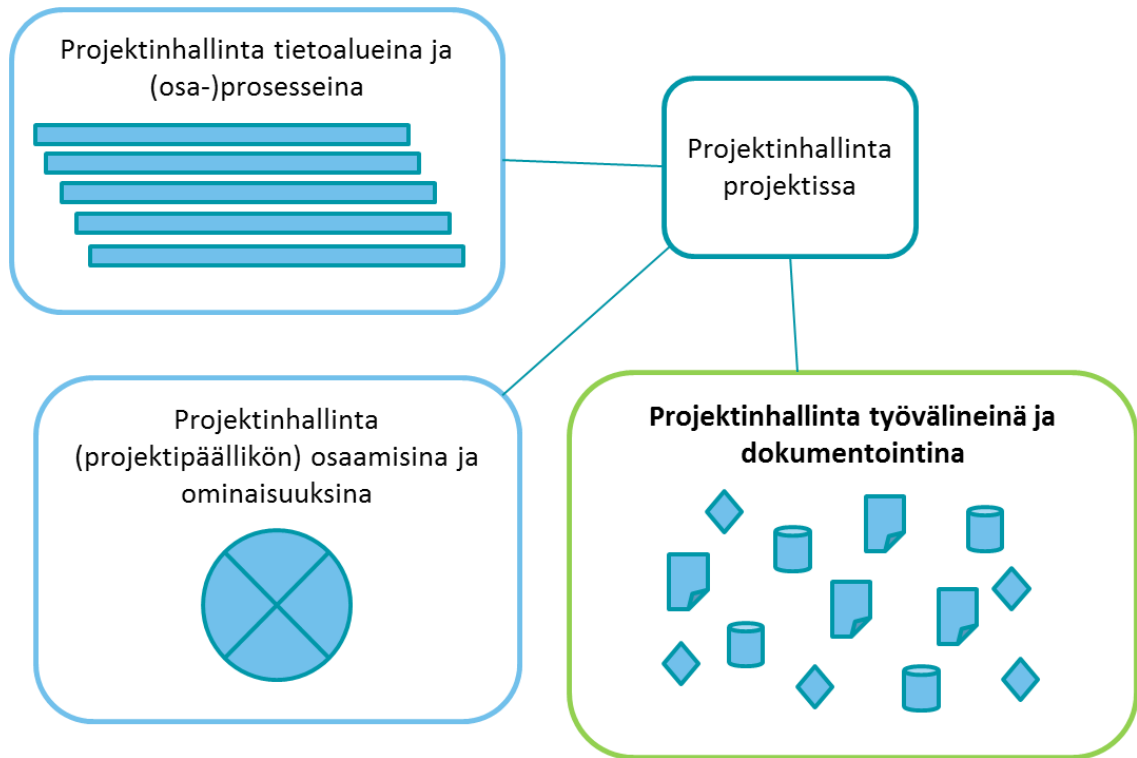 Projektinhallinta tietoalueina ja
(osa-)prosesseina
Projektinhallinta
projektissa
Projektinhallinta
(projektipäällikön) osaamisina ja
ominaisuuksina
Projektinhallinta työvälineinä ja
dokumentointina